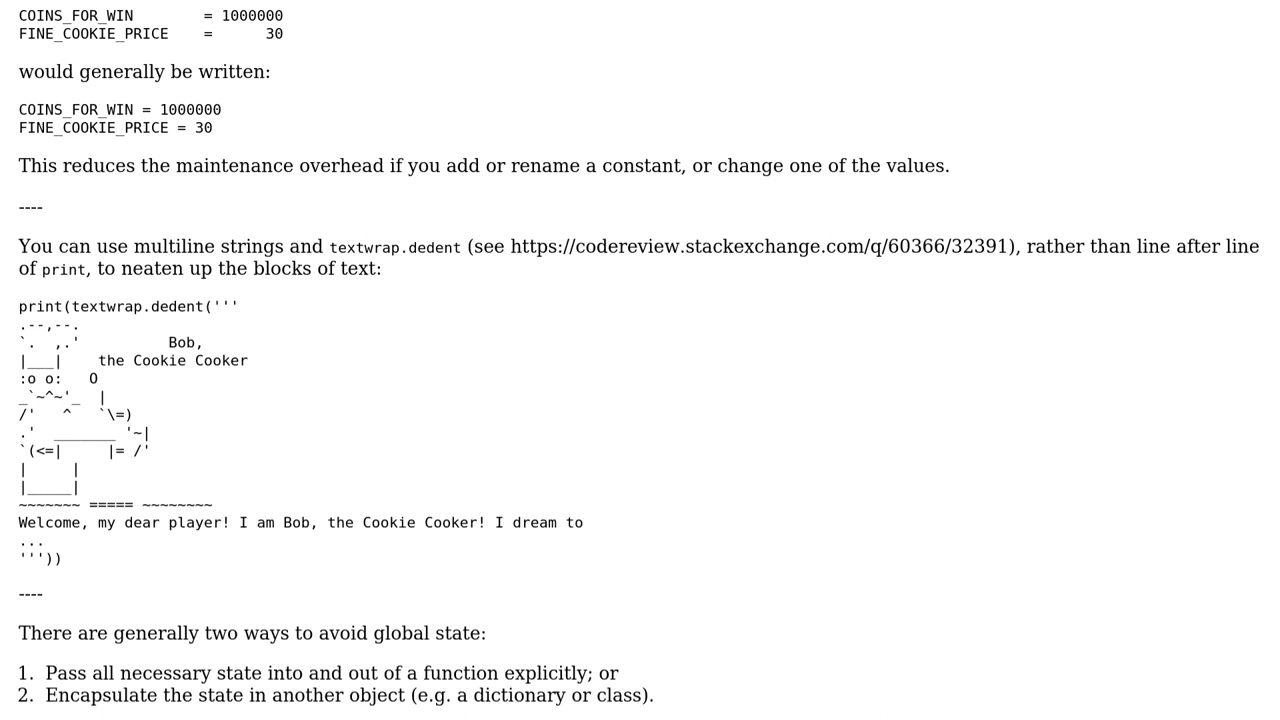 COINS_FOR_WIN        = 1000000
FINE_COOKIE_PRICE    =      30
would generally be written:
COINS_FOR_WIN = 1000000
FINE_COOKIE_PRICE = 30
This reduces the maintenance overhead if you add or rename a constant, or change one of the values.
----
You can use multiline strings and textwrap.dedent (see https://codereview.stackexchange.com/q/60366/32391), rather than line after line
of print, to neaten up the blocks of text:
print(textwrap.dedent('''
.--,--.
`.  ,.'          Bob,
|___|    the Cookie Cooker
:o o:   O
_`~^~'_  |
/'   ^   `\=)
.'  _______ '~|
`(<=|     |= /'
|     |
|_____|
~~~~~~~ ===== ~~~~~~~~
Welcome, my dear player! I am Bob, the Cookie Cooker! I dream to
...
'''))
----
There are generally two ways to avoid global state:
1. Pass all necessary state into and out of a function explicitly; or
2. Encapsulate the state in another object (e.g. a dictionary or class).